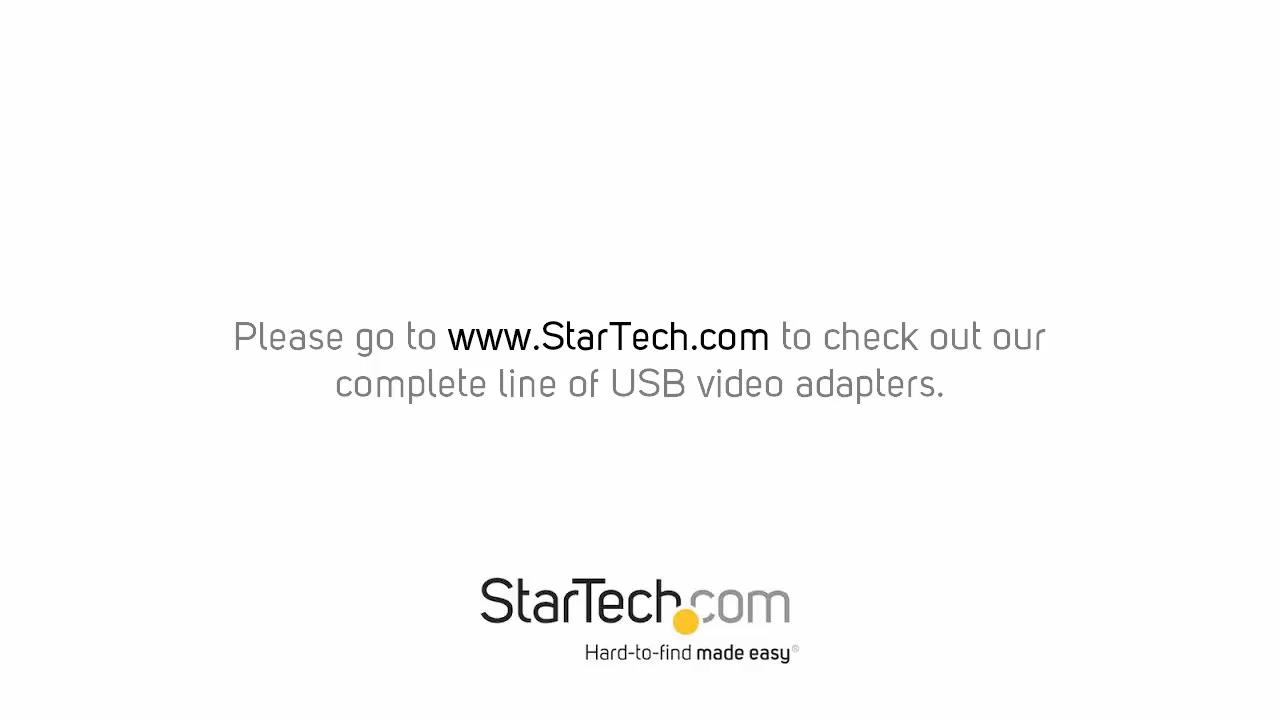 Please go to www.StarTech.com to check out our
complete line of USB video adapters.
StarTech.com
Hard-to-find made easy®